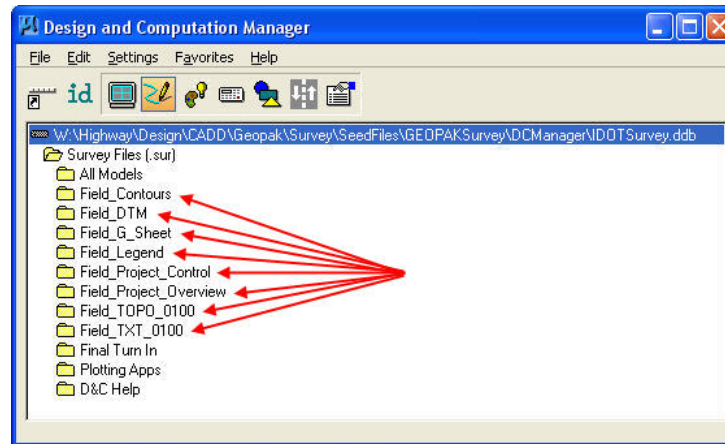 Design and Computation Manager
File Edit Settings Favorites Help
id
W:\Highway\Design\CADD\Geopak\Survey\SeedFiles\GEOPAKSurvey\DCManager\IDOTSurvey.ddb
Survey Files (.sur)
All Models
Field_Contours
Field_DTM
Field_G_Sheet
Field_Legend
Field_Project_Control
Field_Project_Overview
Field_TOPO_0100
Field_TXT_0100
Final Turn In
Plotting Apps
D&C Help